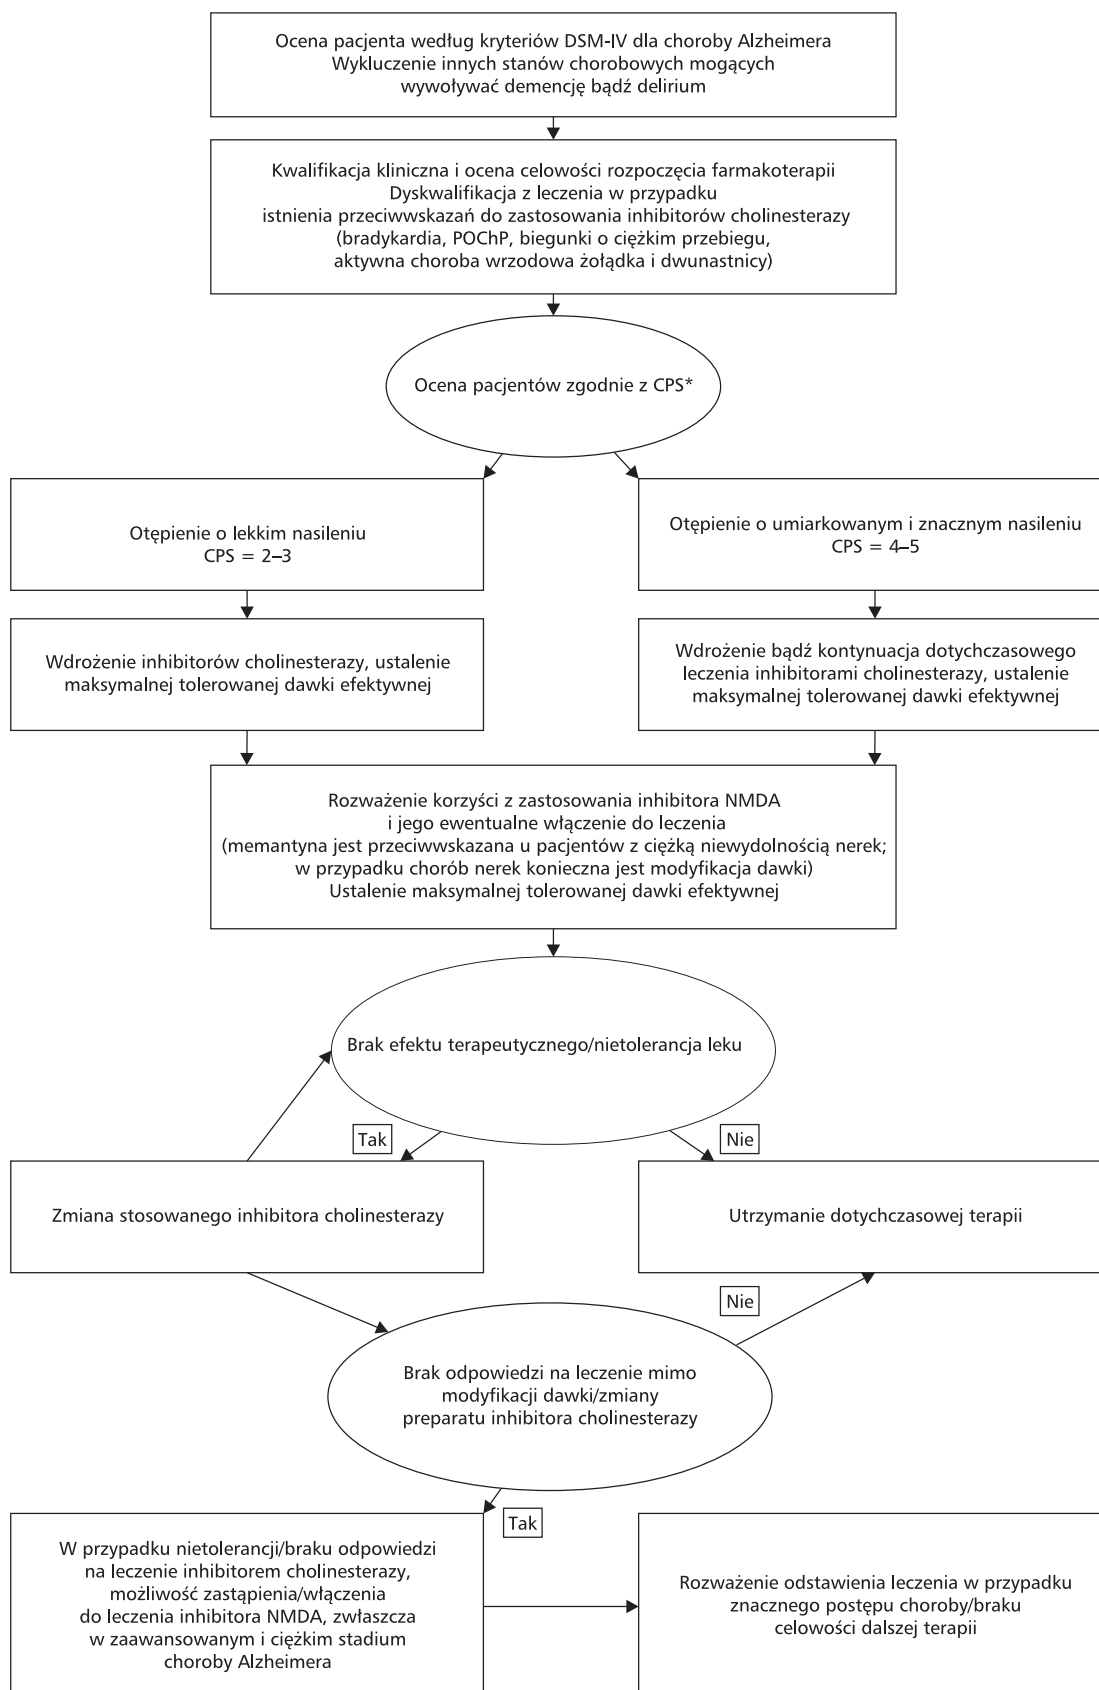 Ocena pacjenta według kryteriów DSM-IV dla choroby Alzheimera
Wykluczenie innych stanów chorobowych mogących
wywoływać demencję bądź delirium
Kwalifikacja kliniczna i ocena celowości rozpoczęcia farmakoterapii
Dyskwalifikacja z leczenia w przypadku
istnienia przeciwwskazań do zastosowania inhibitorów cholinesterazy
(bradykardia, POChP, biegunki o ciężkim przebiegu,
aktywna choroba wrzodowa żołądka i dwunastnicy)
Ocena pacjentów zgodnie z CPS*
Otępienie o lekkim nasileniu
CPS = 2–3
Otępienie o umiarkowanym i znacznym nasileniu
CPS = 4–5
Wdrożenie inhibitorów cholinesterazy, ustalenie
maksymalnej tolerowanej dawki efektywnej
Wdrożenie bądź kontynuacja dotychczasowego
leczenia inhibitorami cholinesterazy, ustalenie
maksymalnej tolerowanej dawki efektywnej
Rozważenie korzyści z zastosowania inhibitora NMDA
i jego ewentualne włączenie do leczenia
(memantyna jest przeciwwskazana u pacjentów z ciężką niewydolnością nerek;
w przypadku chorób nerek konieczna jest modyfikacja dawki)
Ustalenie maksymalnej tolerowanej dawki efektywnej
Brak efektu terapeutycznego/nietolerancja leku
Tak
Nie
Zmiana stosowanego inhibitora cholinesterazy
Utrzymanie dotychczasowej terapii
Nie
Brak odpowiedzi na leczenie mimo
modyfikacji dawki/zmiany
preparatu inhibitora cholinesterazy
Tak
W przypadku nietolerancji/braku odpowiedzi
na leczenie inhibitorem cholinesterazy,
możliwość zastąpienia/włączenia
do leczenia inhibitora NMDA, zwłaszcza
w zaawansowanym i ciężkim stadium
choroby Alzheimera
Rozważenie odstawienia leczenia w przypadku
znacznego postępu choroby/braku
celowości dalszej terapii